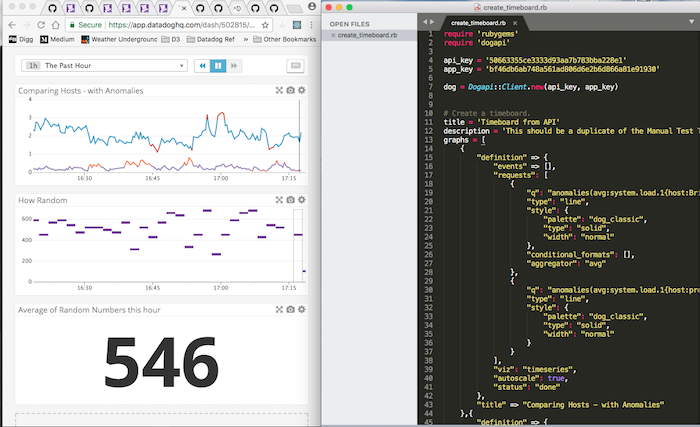 Secure https://app.datadoghq.com/dash/502815/
Digg Medium Weather Underground D3 Datadog Ref Other Bookmarks
1h The Past Hour
Comparing Hosts - with Anomalies
4
3
2
1
0
16:30 16:45 17:00 17:15
How Random
600
400
200
0
16:30 16:45 17:00 17:15
Average of Random Numbers this hour
546
create_timeboard.rb
OPEN FILES
× create_timeboard.rb
create_timeboard.rb ×
1 require 'rubygems'
2 require 'dogapi'
3
4 api_key = '50663355ce3333d93aa7b783bba228e1'
5 app_key = 'bf46db6ab748a561ad806d6e2b6d866a81e91930'
6
7 dog = Dogapi::Client.new(api_key, app_key)
8
9
10 # Create a timeboard.
11 title = 'Timeboard from API'
12 description = 'This should be a duplicate of the Manual Test
13 graphs = [
14 {
15 "definition" => {
16 "events" => [],
17 "requests": [
18 {
19 "q": "anomalies(avg:system.load.1{host:Bri
20 "type": "line",
21 "style": {
22 "palette": "dog_classic",
23 "type": "solid",
24 "width": "normal"
25 },
26 "conditional_formats": [],
27 "aggregator": "avg"
28 },
29 {
30 "q": "anomalies(avg:system.load.1{host:pre
31 "type": "line",
32 "style": {
33 "palette": "dog_classic",
34 "type": "solid",
35 "width": "normal"
36 }
37 }
38 ],
39 "viz": "timeseries",
40 "autoscale": true,
41 "status": "done"
42 },
43 "title" => "Comparing Hosts - with Anomalies"
44 },{
45 "definition" => {